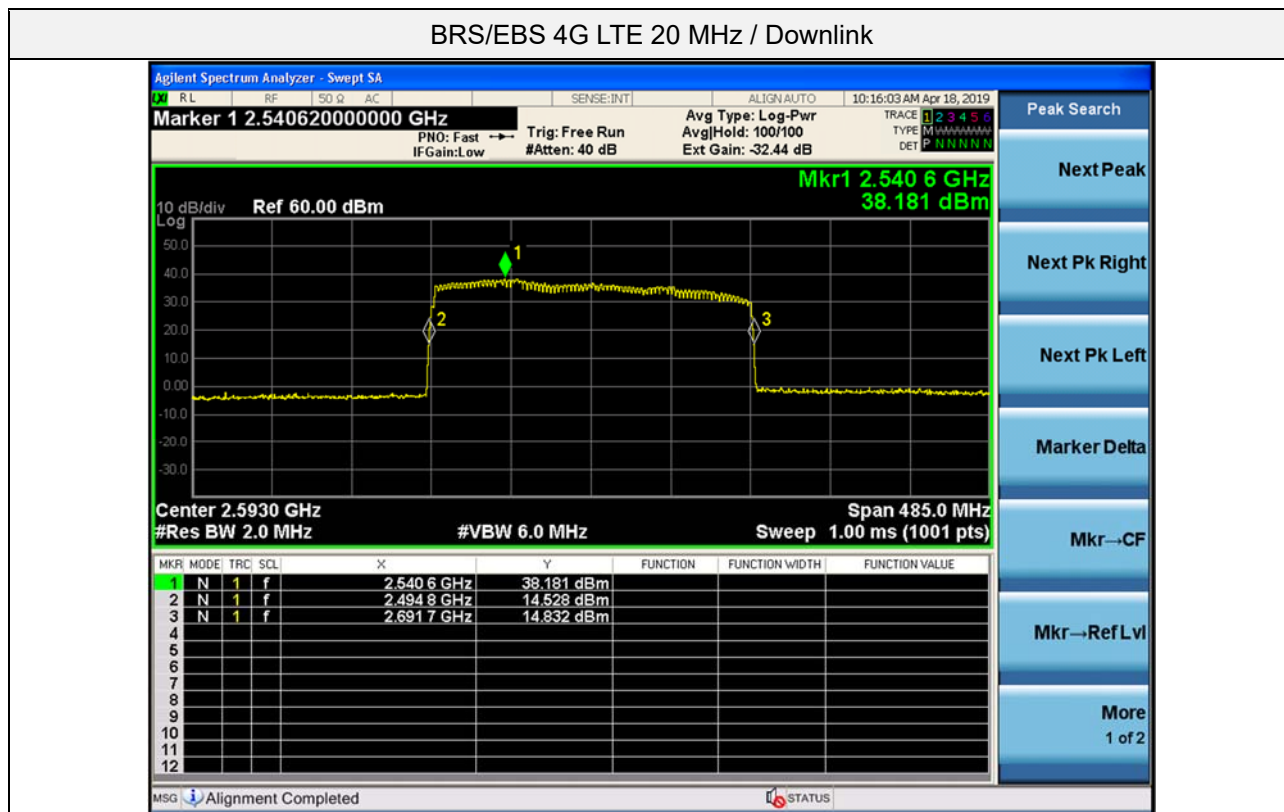 BRS/EBS 4G LTE 20 MHz / Downlink
Agilent Spectrum Analyzer - Swept SA
LXI RL RF 50 Ω AC SENSE:INT ALIGN AUTO 10:16:03 AM Apr 18, 2019
Marker 1 2.540620000000 GHz
PNO: Fast
IFGain:Low
Trig: Free Run
#Atten: 40 dB
Avg Type: Log-Pwr
Avg|Hold: 100/100
Ext Gain: -32.44 dB
TRACE 1 2 3 4 5 6
TYPE M
DET P N N N N N
Peak Search
Next Peak
Next Pk Right
Next Pk Left
Marker Delta
Mkr→CF
Mkr→Ref Lvl
More
1 of 2
Mkr1 2.540 6 GHz
38.181 dBm
10 dB/div Ref 60.00 dBm
Log
50.0
40.0
30.0
20.0
10.0
0.00
-10.0
-20.0
-30.0
1
2
3
Center 2.5930 GHz Span 485.0 MHz
#Res BW 2.0 MHz #VBW 6.0 MHz Sweep 1.00 ms (1001 pts)
MKR MODE TRC SCL X Y FUNCTION FUNCTION WIDTH FUNCTION VALUE
1 N 1 f 2.540 6 GHz 38.181 dBm
2 N 1 f 2.494 8 GHz 14.528 dBm
3 N 1 f 2.691 7 GHz 14.832 dBm
4
5
6
7
8
9
10
11
12
MSG Alignment Completed STATUS